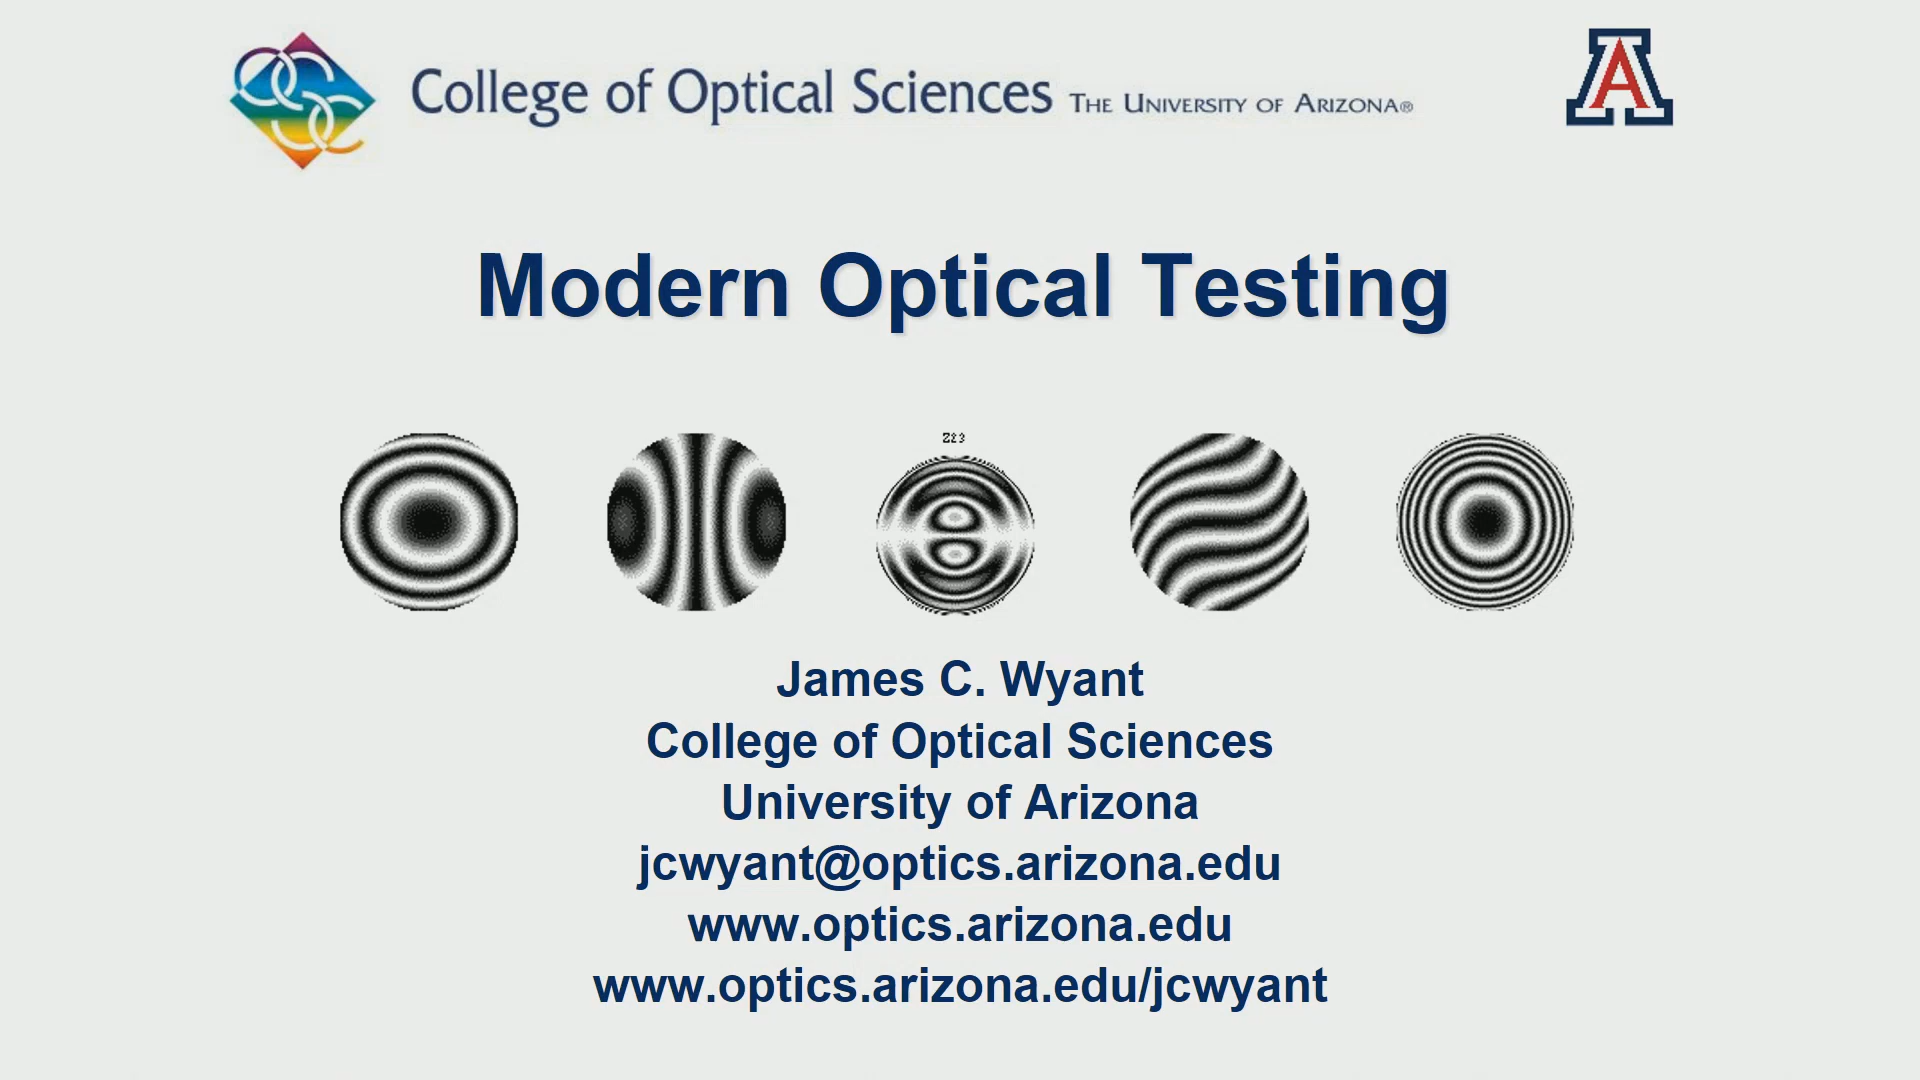 College of Optical Sciences THE UNIVERSITY OF ARIZONA®
A
Modern Optical Testing
Z23
James C. Wyant
College of Optical Sciences
University of Arizona
jcwyant@optics.arizona.edu
www.optics.arizona.edu
www.optics.arizona.edu/jcwyant